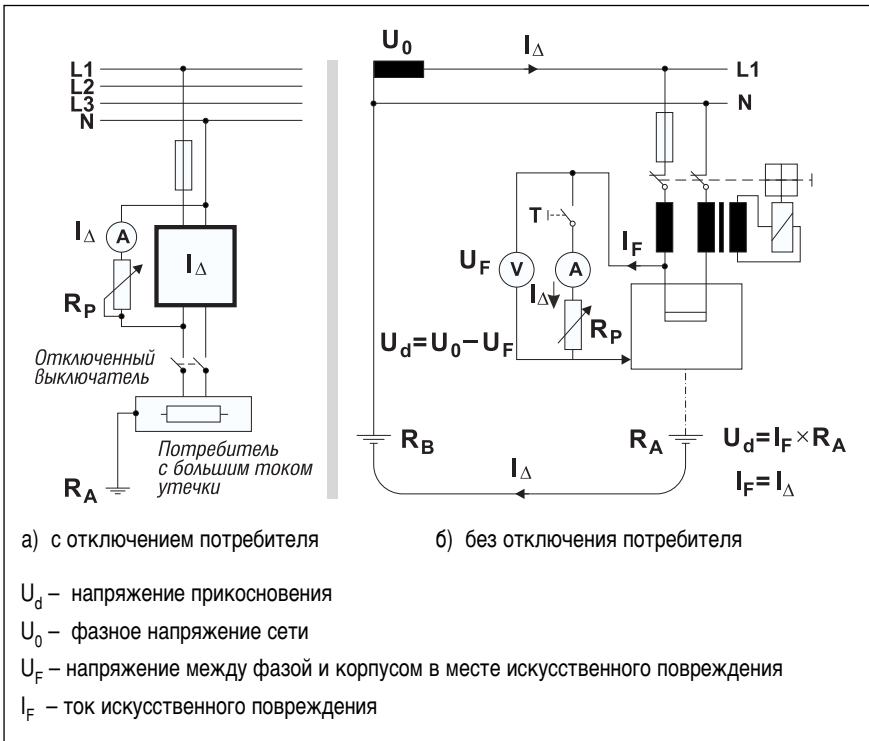 L1
L2
L3
N
I∆
A
I∆
RP
Отключенный
выключатель
Потребитель
с большим током
утечки
RA
U0
I∆
L1
N
T
IF
UF
V
A
I∆
RP
Ud=U0–UF
RB
RA
Ud=IF×RA
I∆
IF=I∆
а) с отключением потребителя
б) без отключения потребителя
Ud – напряжение прикосновения
U0 – фазное напряжение сети
UF – напряжение между фазой и корпусом в месте искусственного повреждения
IF – ток искусственного повреждения